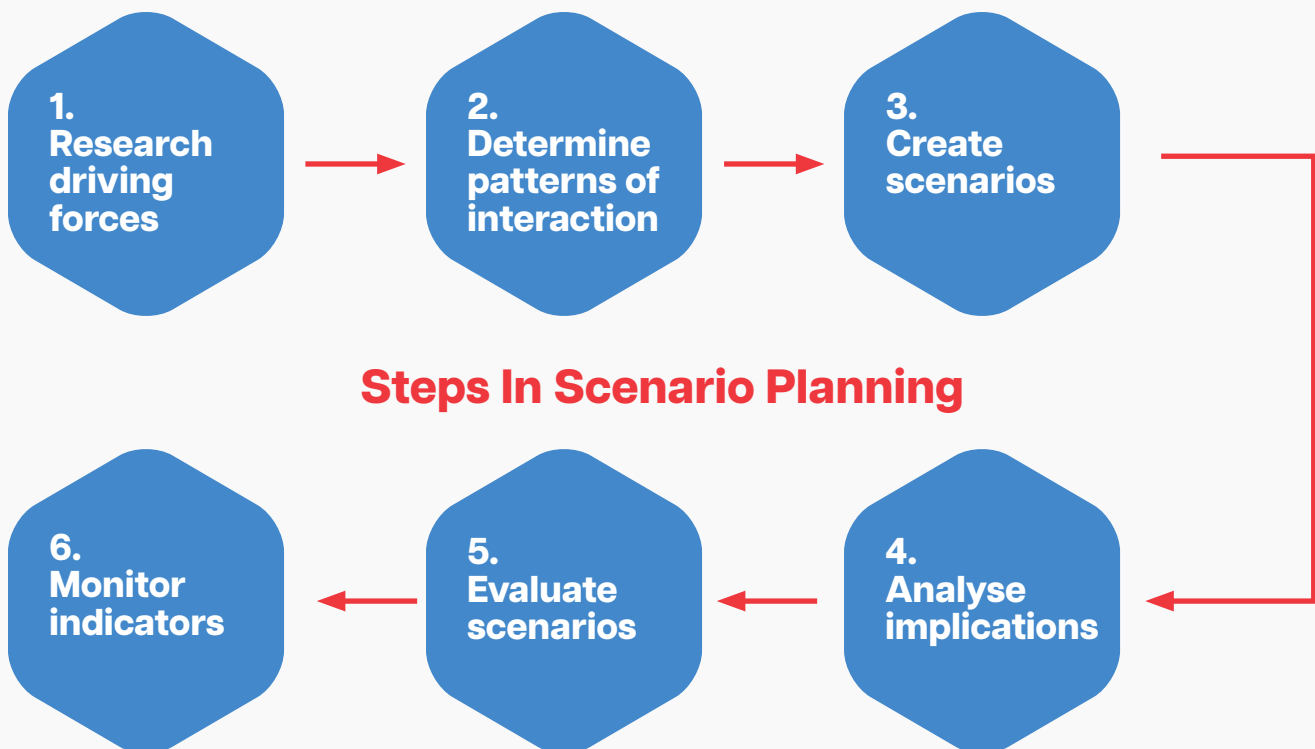 1.
Research
driving
forces
2.
Determine
patterns of
interaction
3.
Create
scenarios
Steps In Scenario Planning
4.
Analyse
implications
5.
Evaluate
scenarios
6.
Monitor
indicators